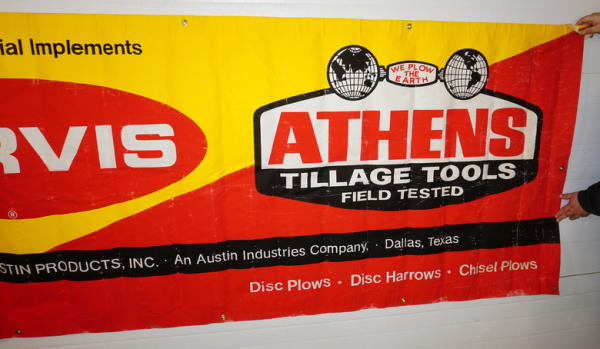 ial Implements
RVIS
®
WE PLOW
THE
EARTH
ATHENS
TILLAGE TOOLS
FIELD TESTED
STIN PRODUCTS, INC. · An Austin Industries Company, · Dallas, Texas
Disc Plows · Disc Harrows · Chisel Plows